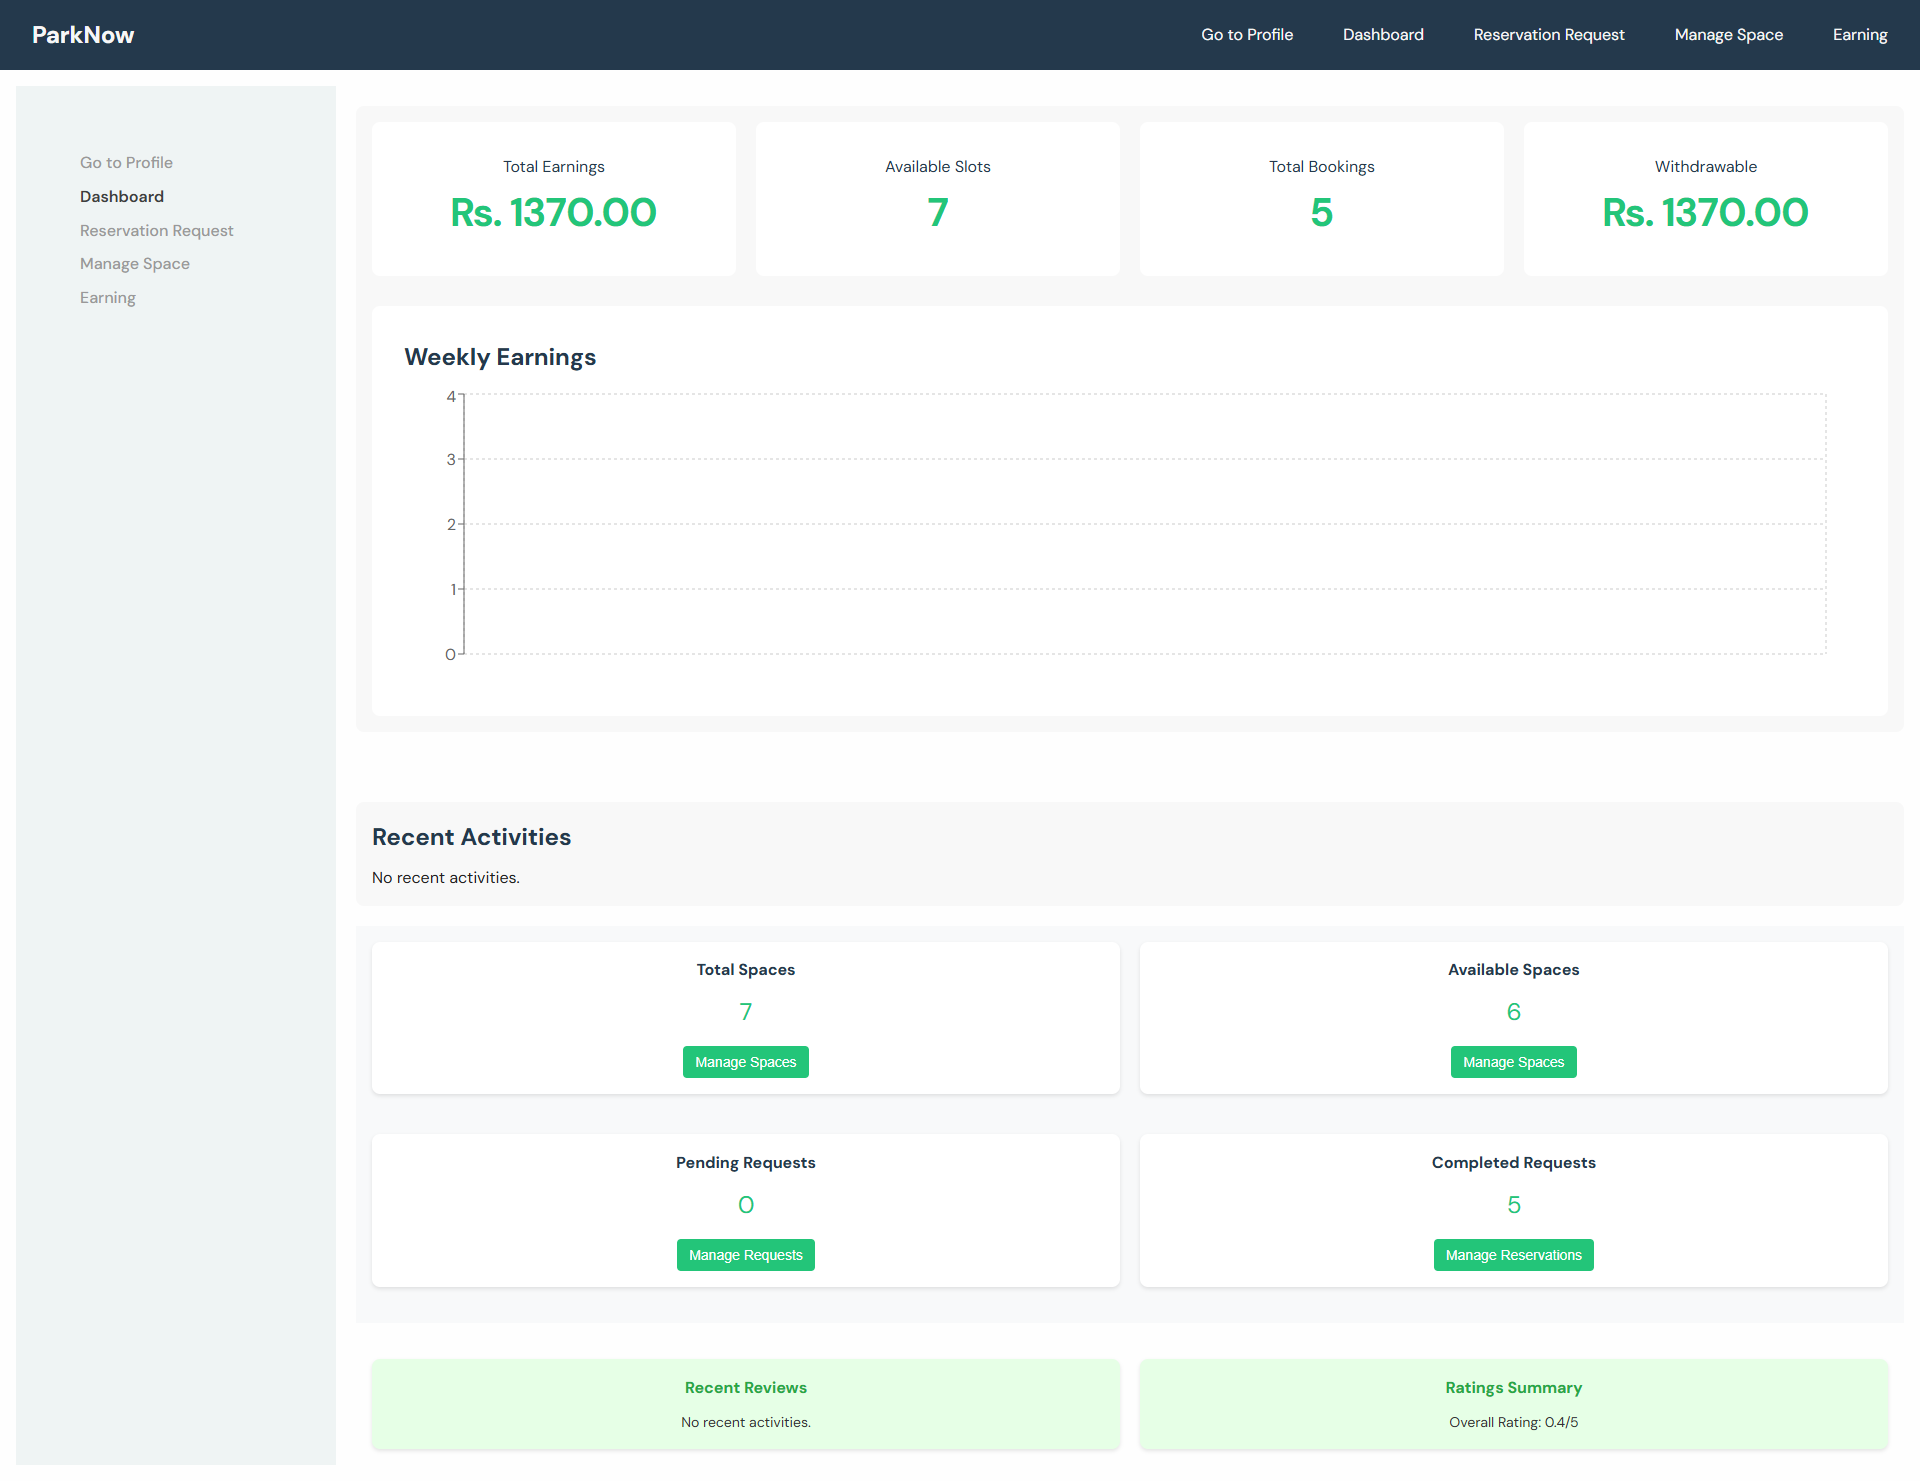 ParkNow
Go to Profile
Dashboard
Reservation Request
Manage Space
Earning
Go to Profile
Dashboard
Reservation Request
Manage Space
Earning
Total Earnings
Rs. 1370.00
Available Slots
7
Total Bookings
5
Withdrawable
Rs. 1370.00
Weekly Earnings
4
3
2
1
0
Recent Activities
No recent activities.
Total Spaces
7
Manage Spaces
Available Spaces
6
Manage Spaces
Pending Requests
0
Manage Requests
Completed Requests
5
Manage Reservations
Recent Reviews
No recent activities.
Ratings Summary
Overall Rating: 0.4/5